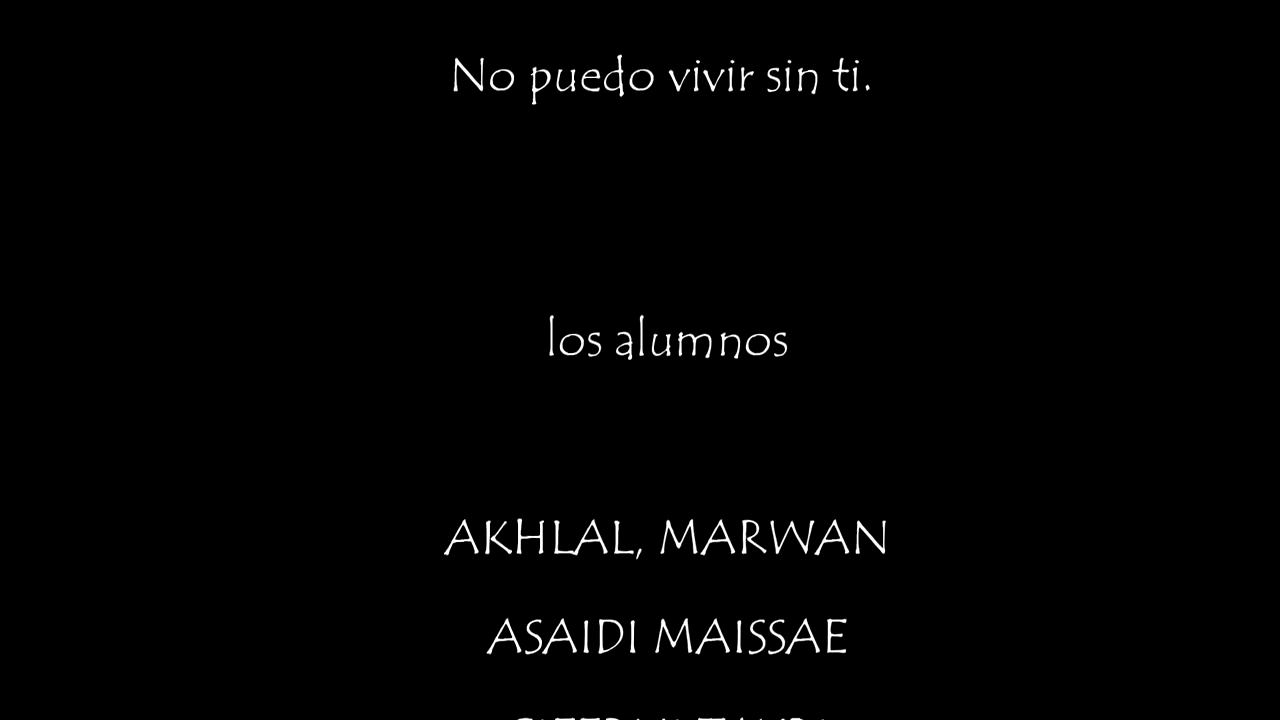 No puedo vivir sin ti.
los alumnos
AKHLAL, MARWAN
ASAIDI MAISSAE